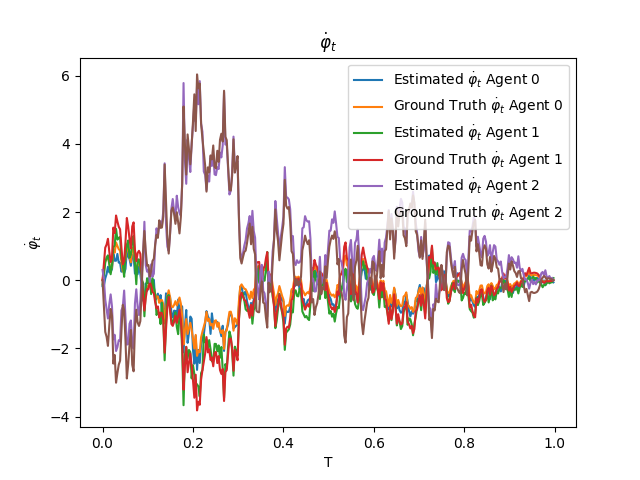 φ̇ₜ
Estimated φ̇ₜ Agent 0
Ground Truth φ̇ₜ Agent 0
Estimated φ̇ₜ Agent 1
Ground Truth φ̇ₜ Agent 1
Estimated φ̇ₜ Agent 2
Ground Truth φ̇ₜ Agent 2
φ̇ₜ
6
4
2
0
−2
−4
0.0 0.2 0.4 0.6 0.8 1.0
T